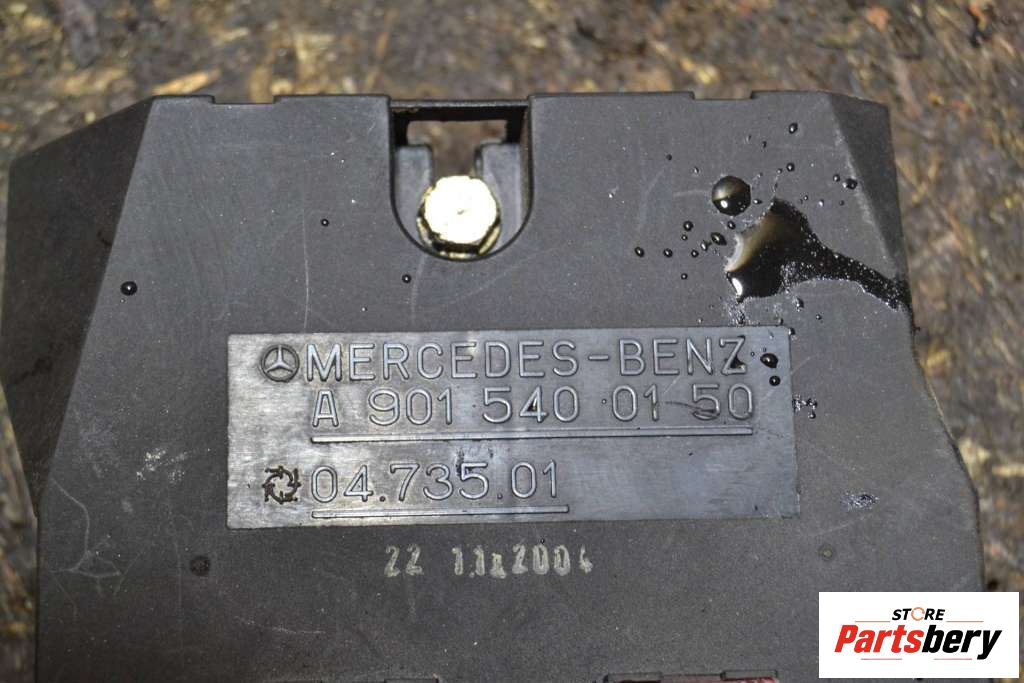 MERCEDES-BENZ
A 901 540 01 50
04.735.01
22 11.2004
STORE
Partsbery